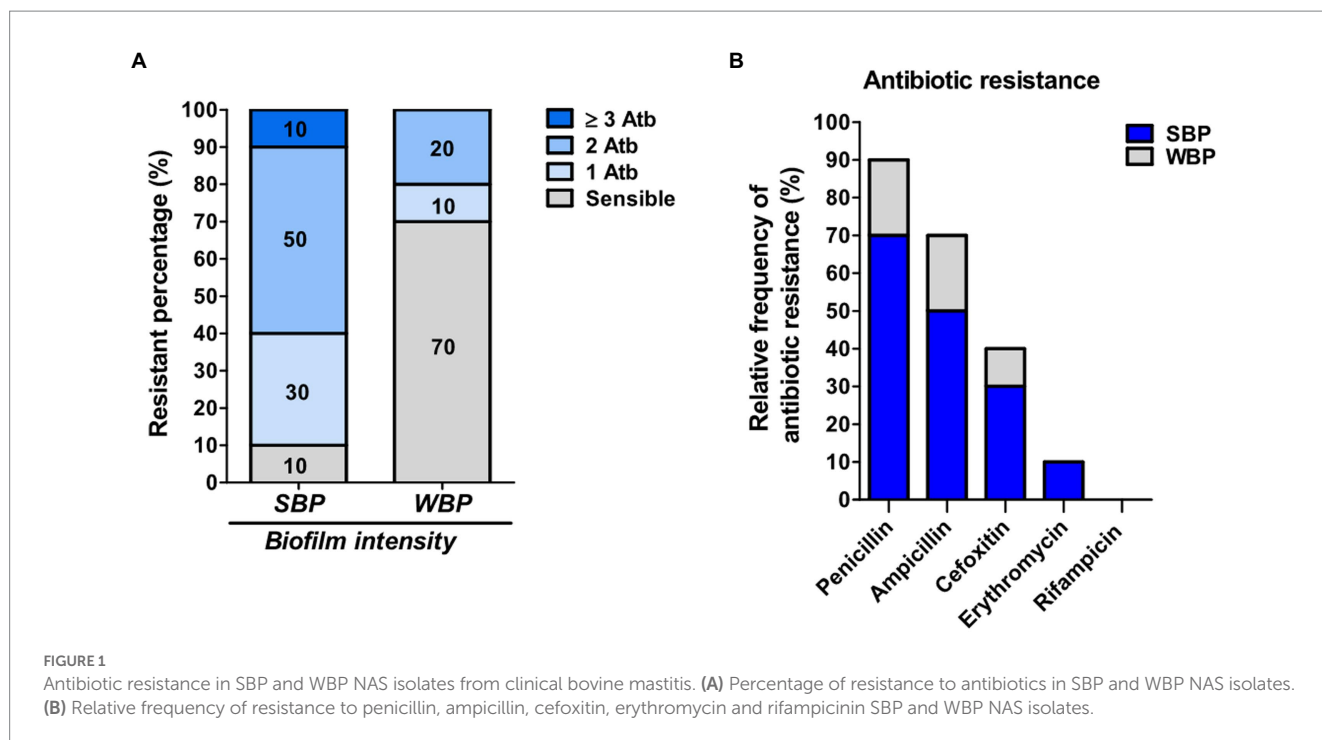 A
100
90
80
70
60
50
40
30
20
10
0
Resistant percentage (%)
10
50
30
10
20
10
70
SBP WBP
Biofilm intensity
≥ 3 Atb
2 Atb
1 Atb
Sensible
B
Antibiotic resistance
100
90
80
70
60
50
40
30
20
10
0
Relative frequency of
antibiotic resistance (%)
SBP
WBP
Penicillin
Ampicillin
Cefoxitin
Erythromycin
Rifampicin
FIGURE 1
Antibiotic resistance in SBP and WBP NAS isolates from clinical bovine mastitis. (A) Percentage of resistance to antibiotics in SBP and WBP NAS isolates.
(B) Relative frequency of resistance to penicillin, ampicillin, cefoxitin, erythromycin and rifampicinin SBP and WBP NAS isolates.